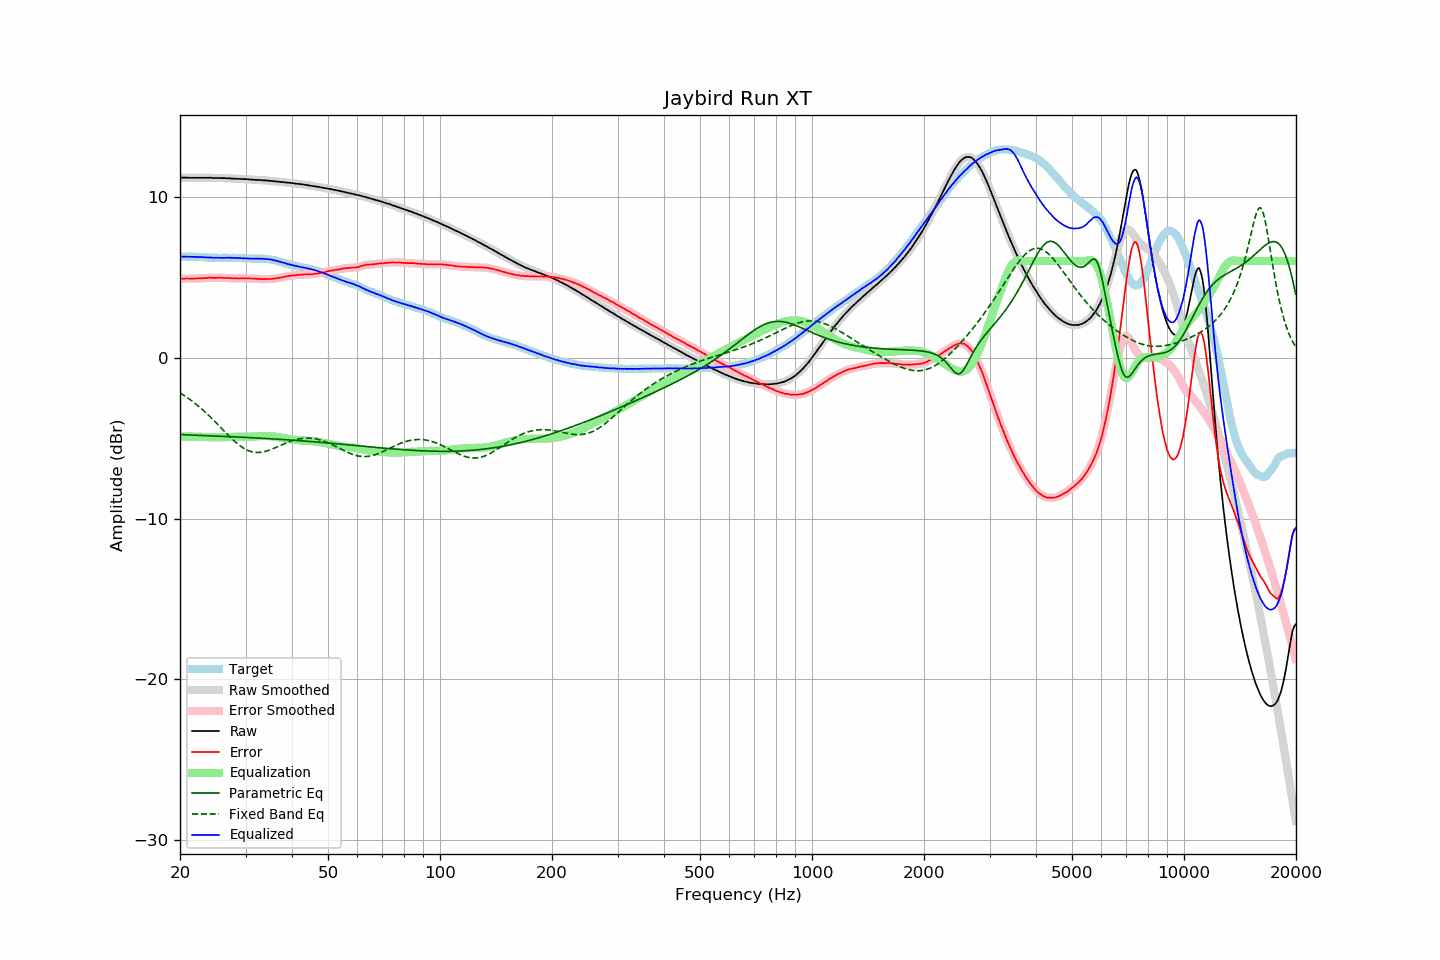 Jaybird Run XT
Amplitude (dBr)
10
0
−10
−20
−30
Target
Raw Smoothed
Error Smoothed
Raw
Error
Equalization
Parametric Eq
Fixed Band Eq
Equalized
20 50 100 200 500 1000 2000 5000 10000 20000
Frequency (Hz)